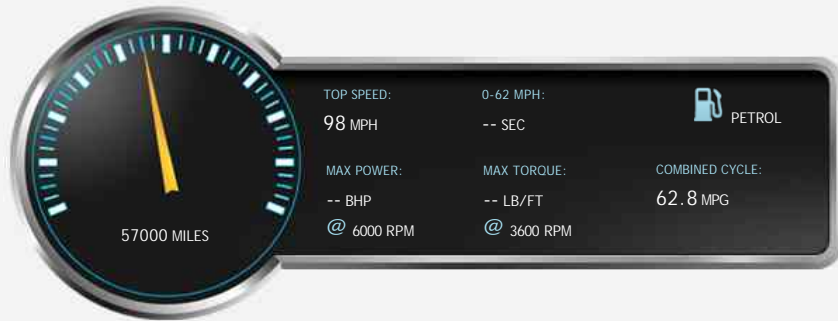 TOP SPEED:
98 MPH
0-62 MPH:
-- SEC
PETROL
MAX POWER:
-- BHP
@ 6000 RPM
MAX TORQUE:
-- LB/FT
@ 3600 RPM
COMBINED CYCLE:
62.8 MPG
57000 MILES